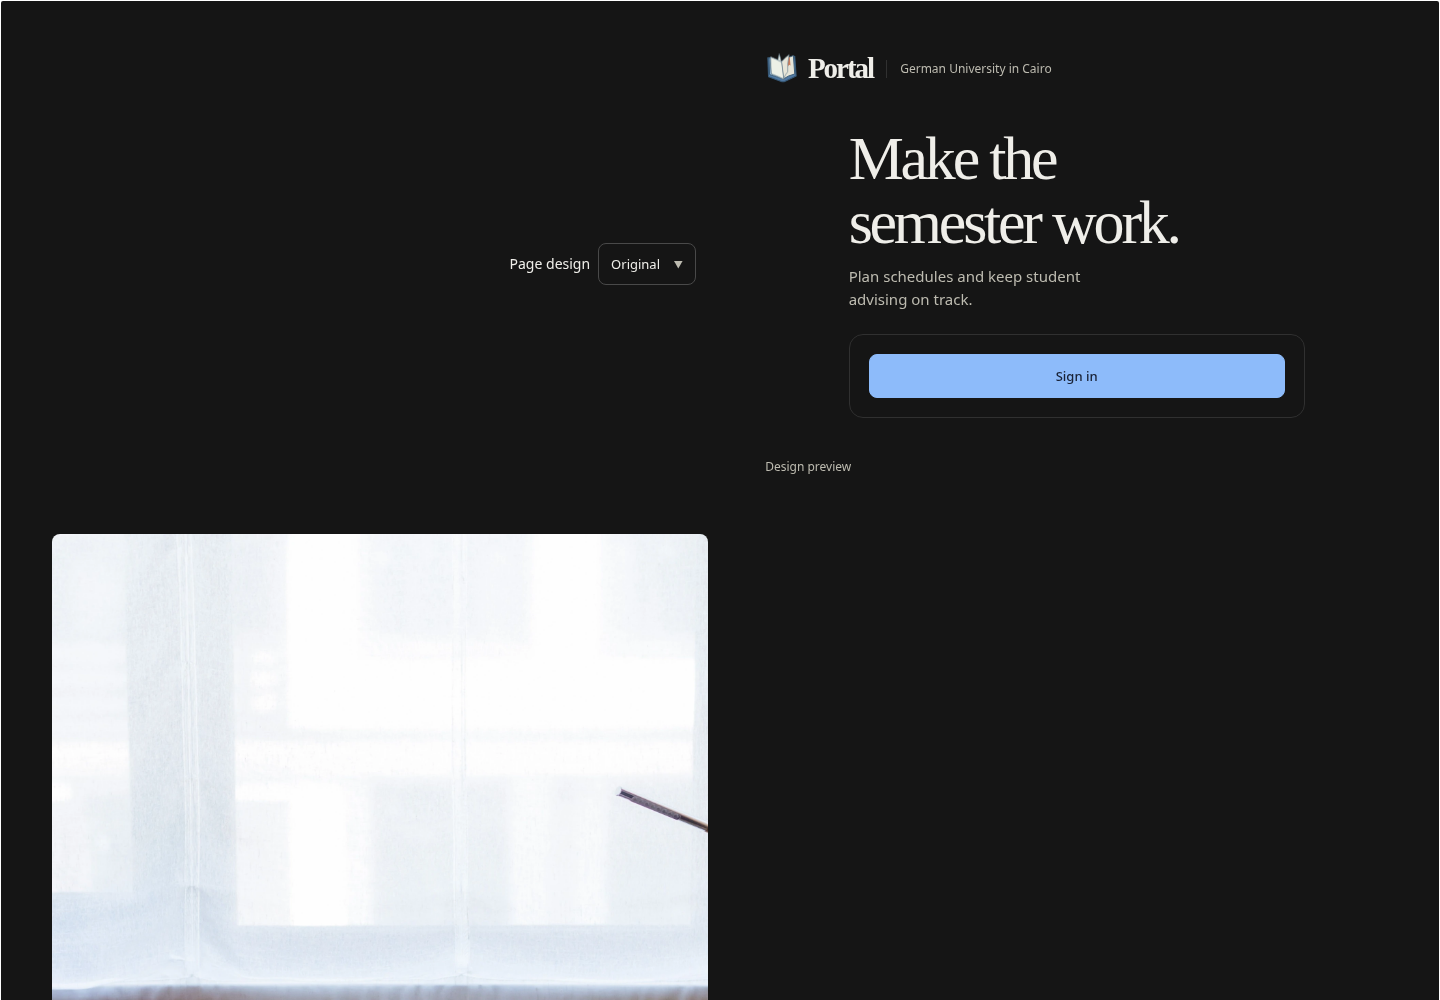 Portal
German University in Cairo
Make the
semester work.
Page design
Original
Plan schedules and keep student
advising on track.
Sign in
Design preview